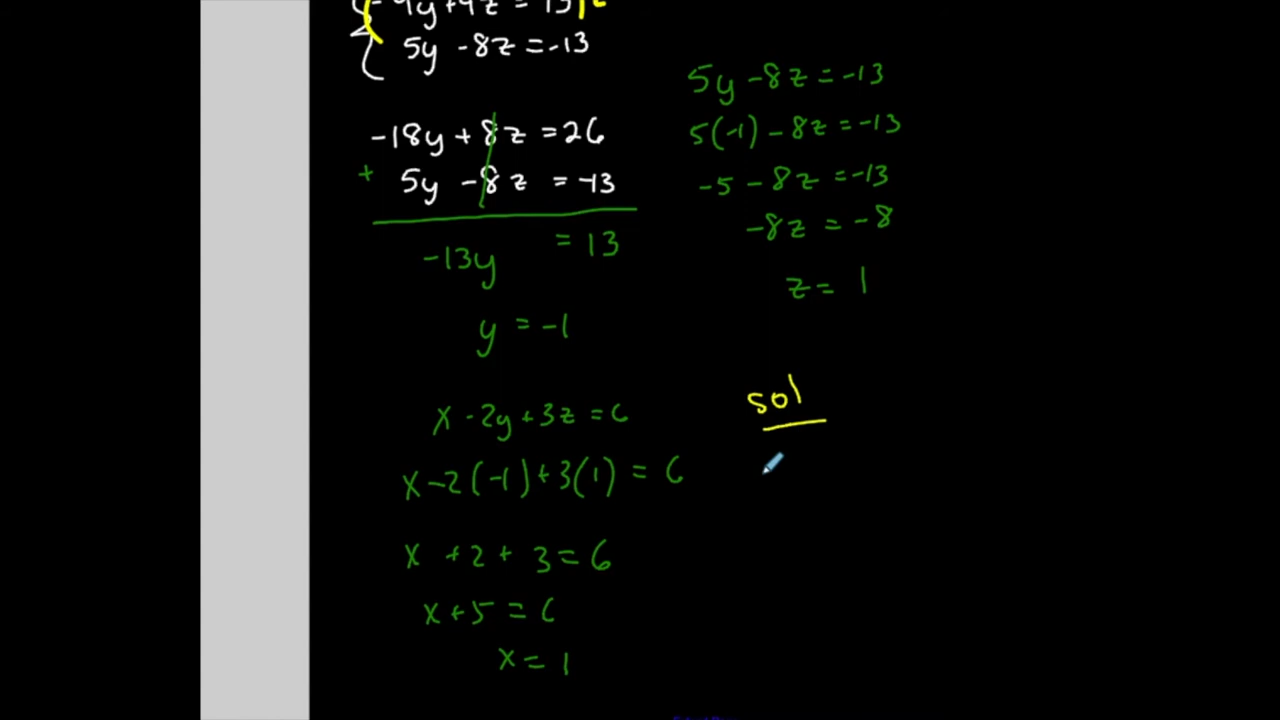 5y - 8z = -13
-18y + 8z = 26
+ 5y - 8z = -13
-13y = 13
y = -1
5y - 8z = -13
5(-1) - 8z = -13
-5 - 8z = -13
-8z = -8
z = 1
x - 2y + 3z = 6
x - 2(-1) + 3(1) = 6
x + 2 + 3 = 6
x + 5 = 6
x = 1
sol